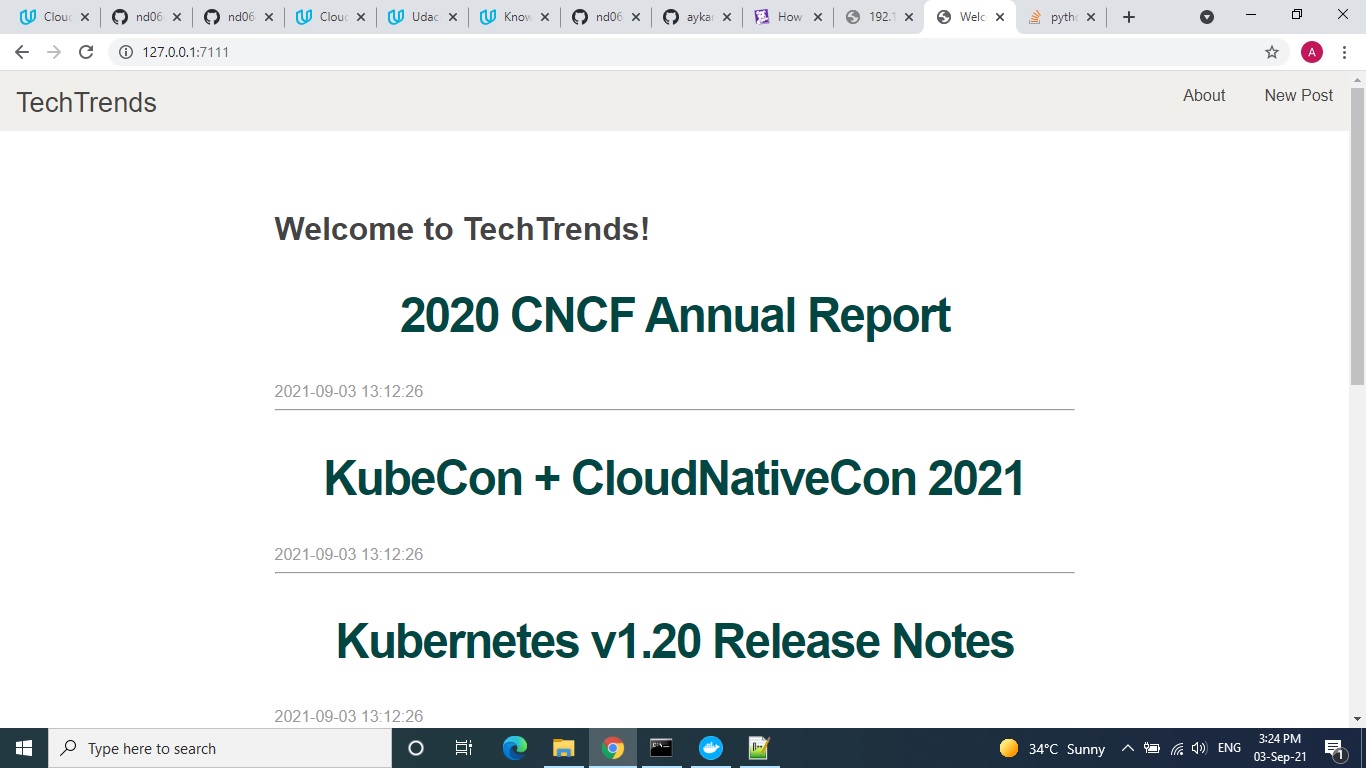 Cloud
nd06
nd06
Cloud
Udac
Know
nd06
aykar
How
192.1
Welc
pytho
127.0.0.1:7111
A
TechTrends
About
New Post
Welcome to TechTrends!
2020 CNCF Annual Report
2021-09-03 13:12:26
KubeCon + CloudNativeCon 2021
2021-09-03 13:12:26
Kubernetes v1.20 Release Notes
2021-09-03 13:12:26
Type here to search
34°C Sunny
ENG
3:24 PM
03-Sep-21
1